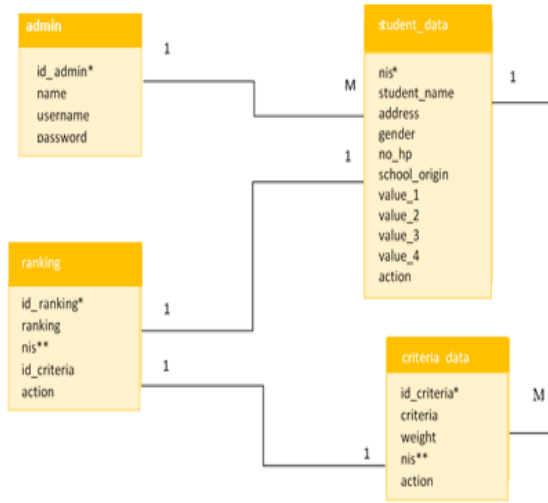 admin
id_admin*
name
username
password
1
M
student_data
nis*
student_name
address
gender
no_hp
school_origin
value_1
value_2
value_3
value_4
action
1
1
ranking
id_ranking*
ranking
nis**
id_criteria
action
1
1
criteria_data
id_criteria*
criteria
weight
nis**
action
1
M